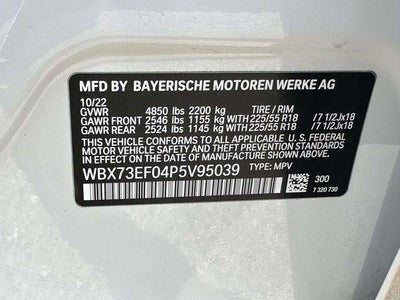 MFD BY BAYERISCHE MOTOREN WERKE AG
10/22
GVWR 4850 lbs 2200 kg TIRE / RIM
GAWR FRONT 2546 lbs 1155 kg WITH 225/55 R18 /7 1/2Jx18
GAWR REAR 2524 lbs 1145 kg WITH 225/55 R18 /7 1/2Jx18
THIS VEHICLE CONFORMS TO ALL APPLICABLE U. S. FEDERAL
MOTOR VEHICLE SAFETY, BUMPER, AND THEFT PREVENTION
STANDARDS IN EFFECT ON THE DATE OF MANUFACTURE SHOWN ABOVE.
WBX73EF04P5V95039 TYPE: MPV
300
7 320 730